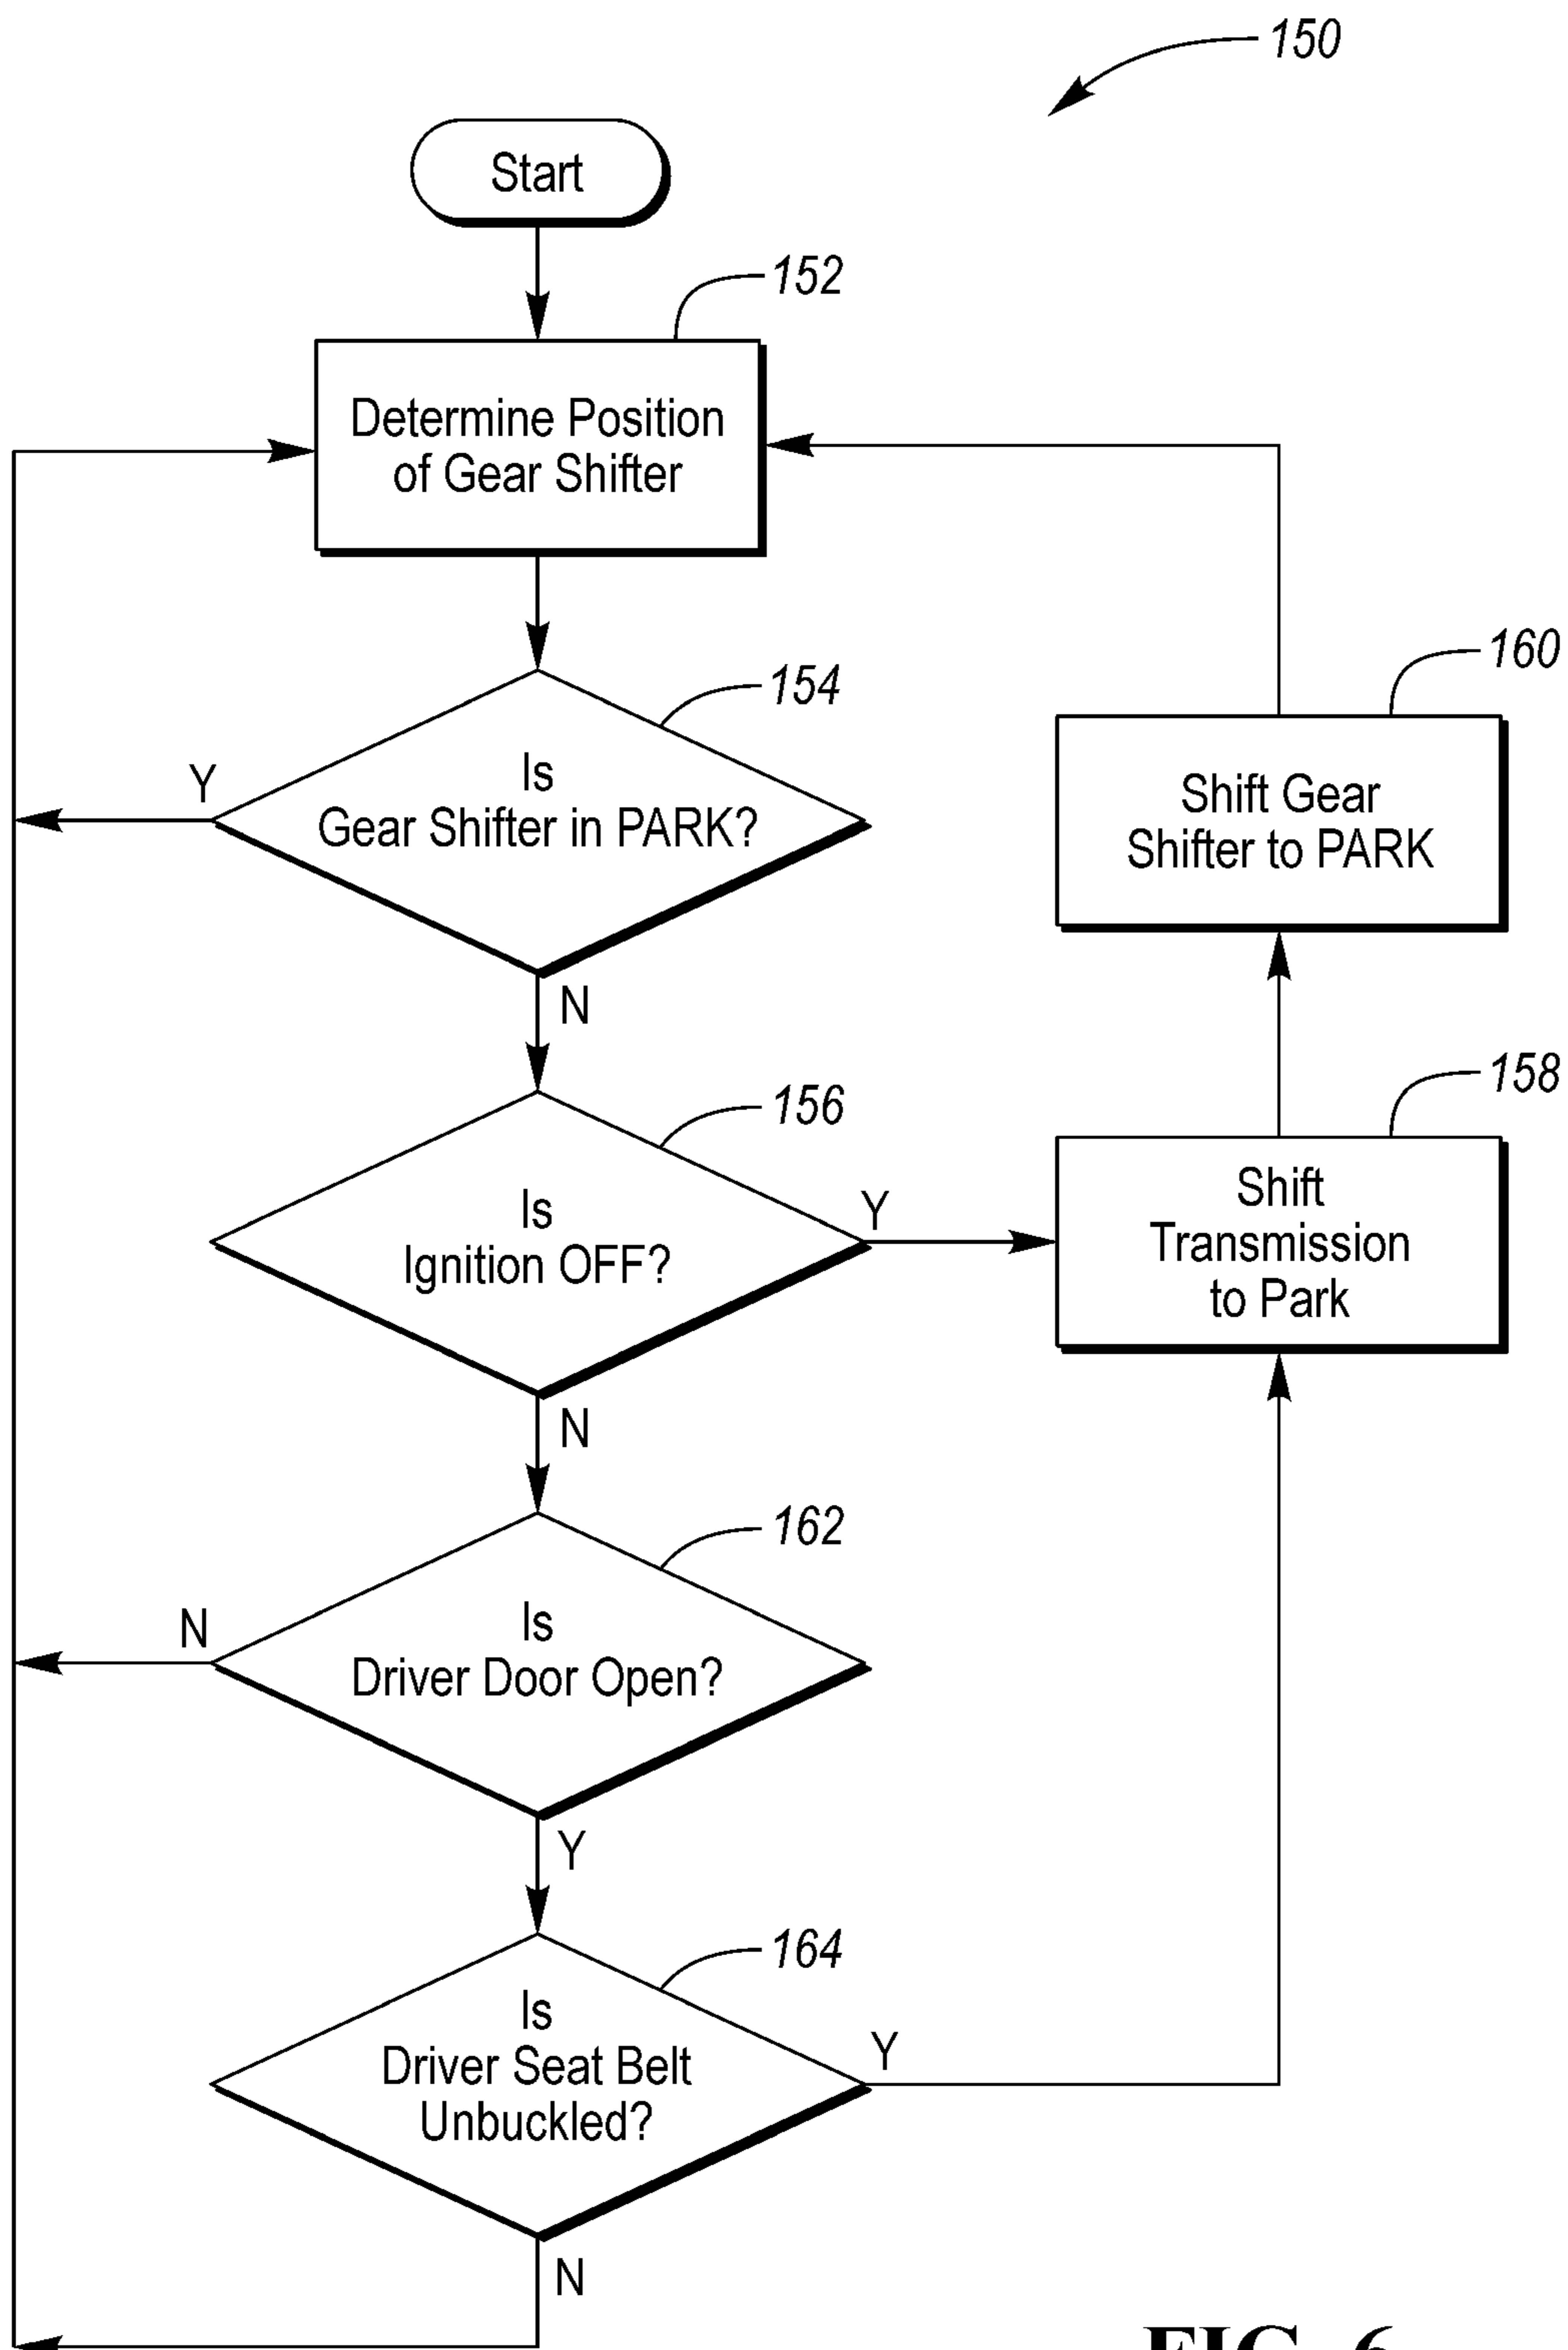 150
Start
152
Determine Position
of Gear Shifter
154
Is
Gear Shifter in PARK?
Y
N
160
Shift Gear
Shifter to PARK
156
Is
Ignition OFF?
Y
N
158
Shift
Transmission
to Park
162
Is
Driver Door Open?
N
Y
164
Is
Driver Seat Belt
Unbuckled?
Y
N
FIG. 6